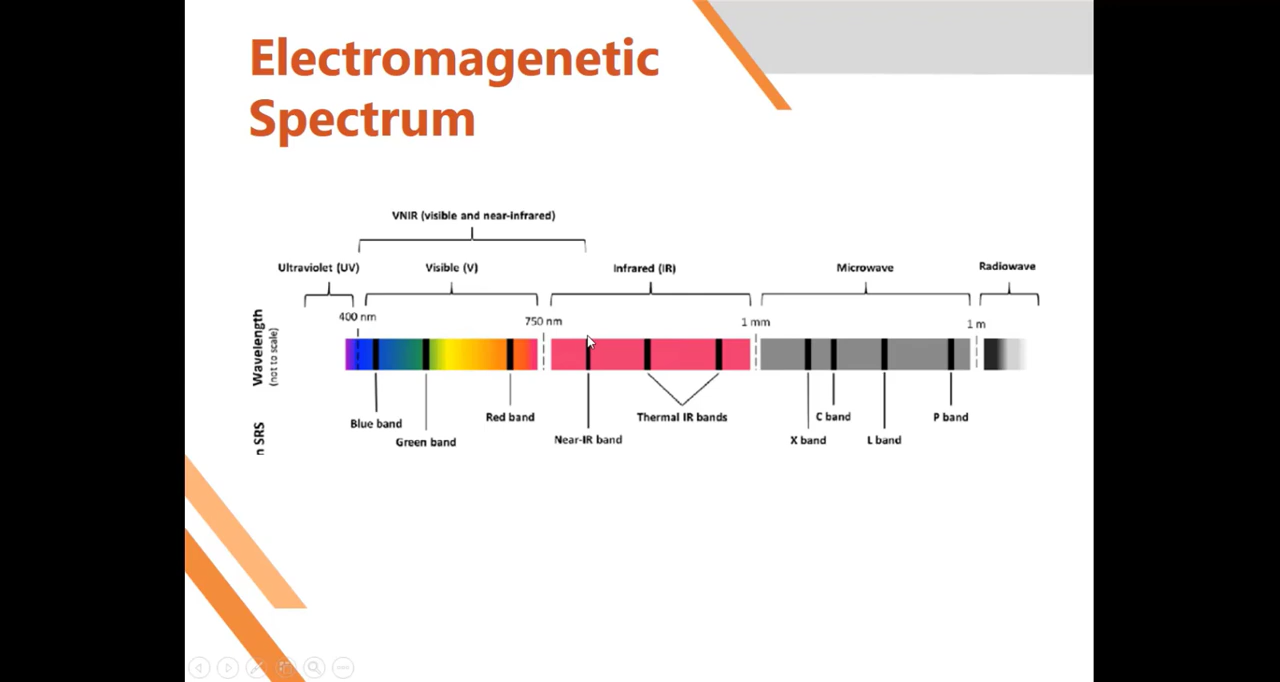 Electromagenetic
Spectrum
VNIR (visible and near-infrared)
Ultraviolet (UV)
Visible (V)
Infrared (IR)
Microwave
Radiowave
400 nm
750 nm
1 mm
1 m
Wavelength
(not to scale)
Blue band
Green band
Red band
Near-IR band
Thermal IR bands
X band
C band
L band
P band
n SRS